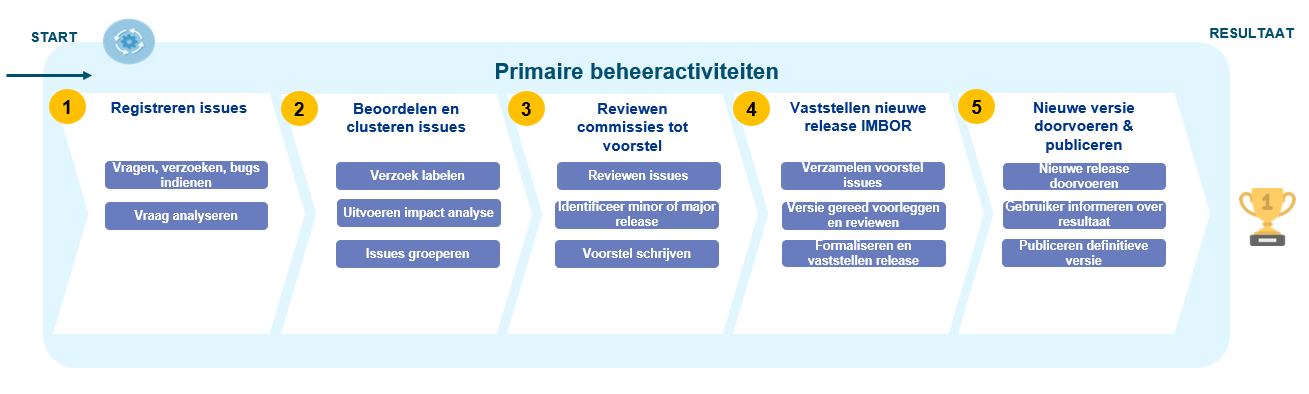 START
RESULTAAT
Primaire beheeractiviteiten
1
Registreren issues
Vragen, verzoeken, bugs
indienen
Vraag analyseren
2
Beoordelen en
clusteren issues
Verzoek labelen
Uitvoeren impact analyse
Issues groeperen
3
Reviewen
commissies tot
voorstel
Reviewen issues
Identificeer minor of major
release
Voorstel schrijven
4
Vaststellen nieuwe
release IMBOR
Verzamelen voorstel
issues
Versie gereed voorleggen
en reviewen
Formaliseren en
vaststellen release
5
Nieuwe versie
doorvoeren &
publiceren
Nieuwe release
doorvoeren
Gebruiker informeren over
resultaat
Publiceren definitieve
versie
1